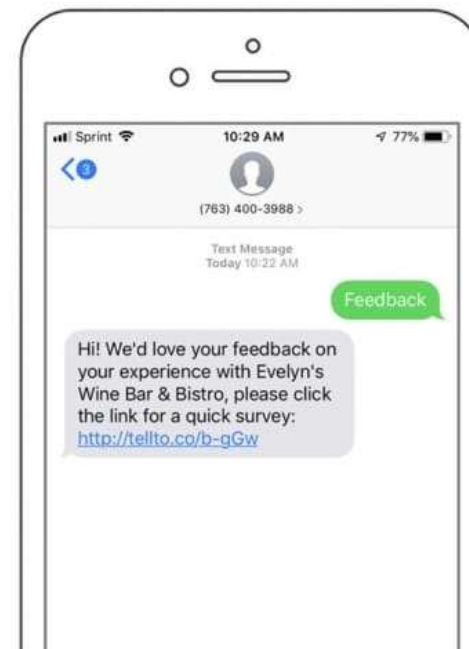 Sprint 10:29 AM 77%
3
(763) 400-3988 >
Text Message
Today 10:22 AM
Feedback
Hi! We'd love your feedback on
your experience with Evelyn's
Wine Bar & Bistro, please click
the link for a quick survey:
http://tellto.co/b-gGw